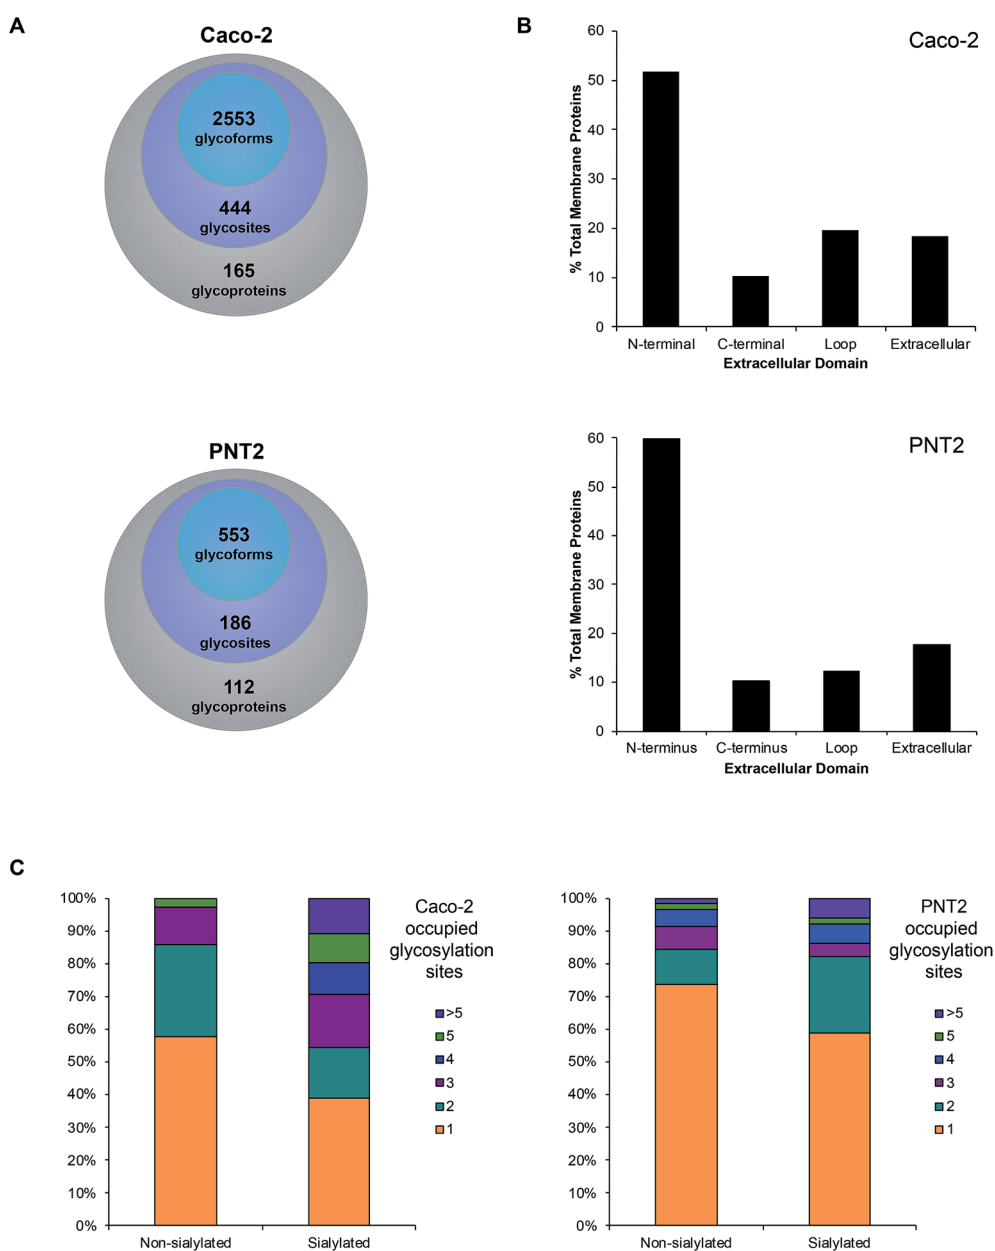 A
Caco-2
2553
glycoforms
444
glycosites
165
glycoproteins
PNT2
553
glycoforms
186
glycosites
112
glycoproteins
B
Caco-2
% Total Membrane Proteins
60
50
40
30
20
10
0
N-terminal
C-terminal
Loop
Extracellular
Extracellular Domain
PNT2
% Total Membrane Proteins
60
50
40
30
20
10
0
N-terminus
C-terminus
Loop
Extracellular
Extracellular Domain
C
100%
90%
80%
70%
60%
50%
40%
30%
20%
10%
0%
Non-sialylated
Sialylated
Caco-2
occupied
glycosylation
sites
>5
5
4
3
2
1
100%
90%
80%
70%
60%
50%
40%
30%
20%
10%
0%
Non-sialylated
Sialylated
PNT2
occupied
glycosylation
sites
>5
5
4
3
2
1